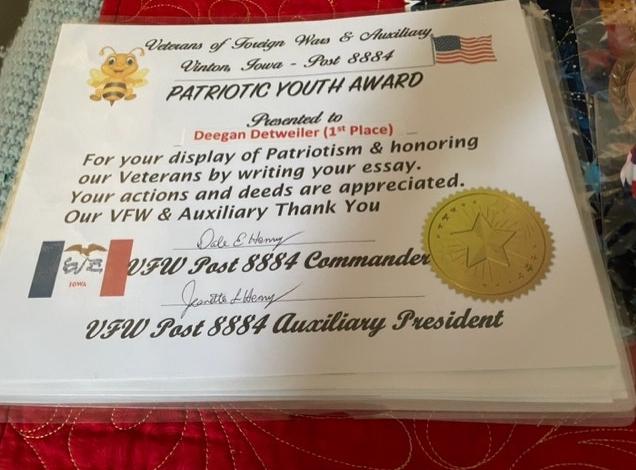 Veterans of Foreign Wars & Auxiliary
Vinton, Iowa - Post 8884
PATRIOTIC YOUTH AWARD
Presented to
Deegan Detweiler (1st Place)
For your display of Patriotism & honoring
our Veterans by writing your essay.
Your actions and deeds are appreciated.
Our VFW & Auxiliary Thank You
Dale E Henry
VFW Post 8884 Commander
IOWA
Jeanette L Henry
VFW Post 8884 Auxiliary President